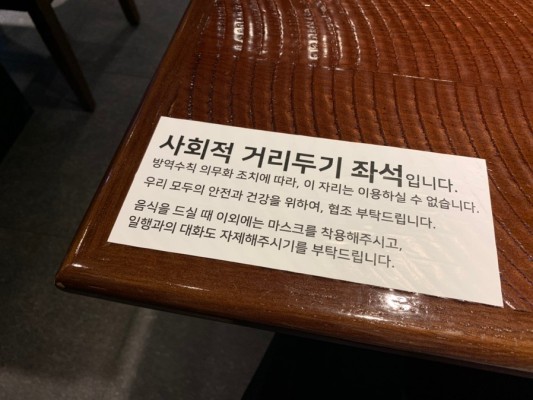 사회적 거리두기 좌석입니다.
방역수칙 의무화 조치에 따라, 이 자리는 이용하실 수 없습니다.
우리 모두의 안전과 건강을 위하여, 협조 부탁드립니다.
음식을 드실 때 이외에는 마스크를 착용해주시고,
일행과의 대화도 자제해주시기를 부탁드립니다.